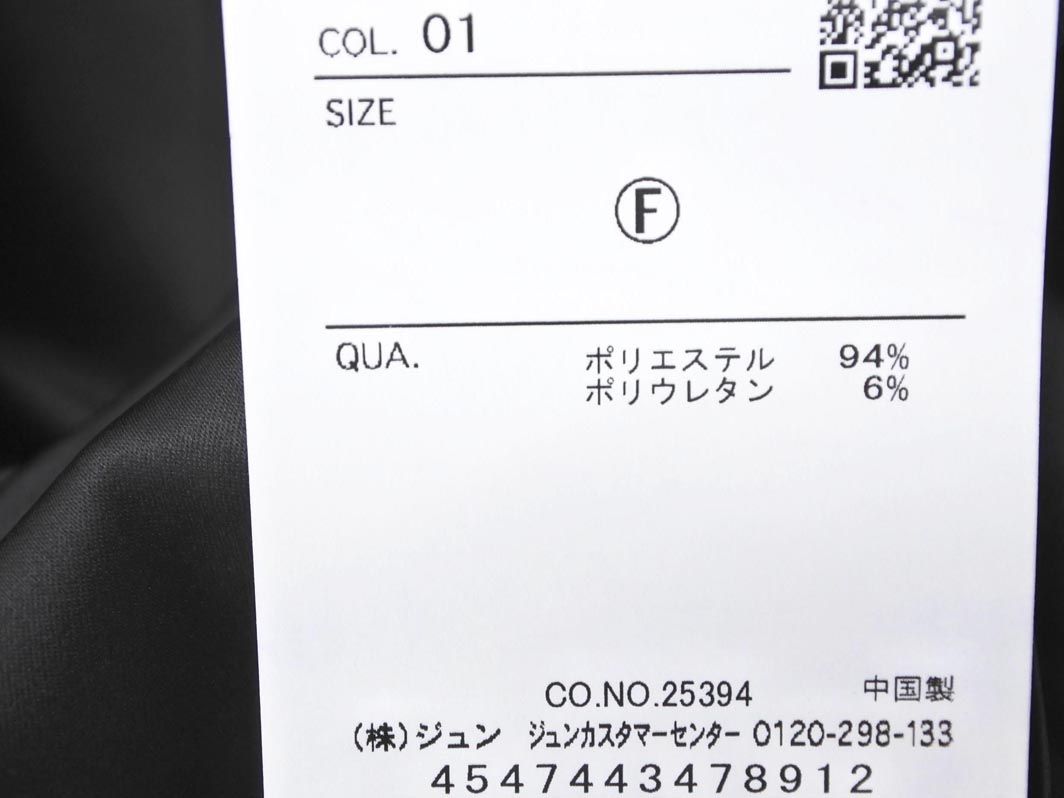 COL. 01
SIZE
F
QUA. ポリエステル 94%
ポリウレタン 6%
CO.NO.25394 中国製
(株)ジュン ジュンカスタマーセンター 0120-298-133
4547443478912